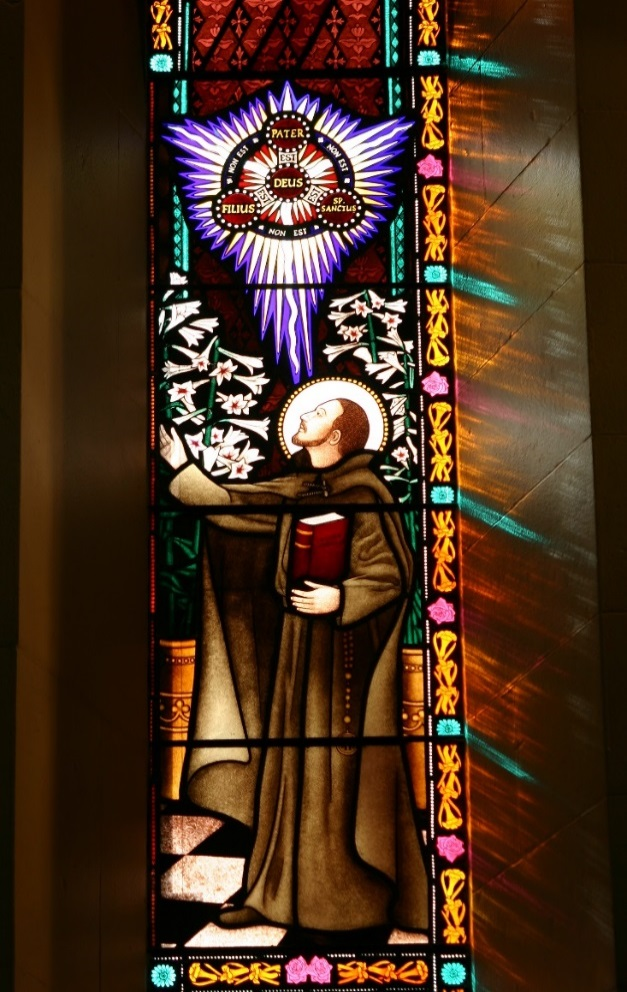 PATER
NON EST
NON EST
EST
DEUS
EST
EST
FILIUS
SP.
SANCTUS
NON EST